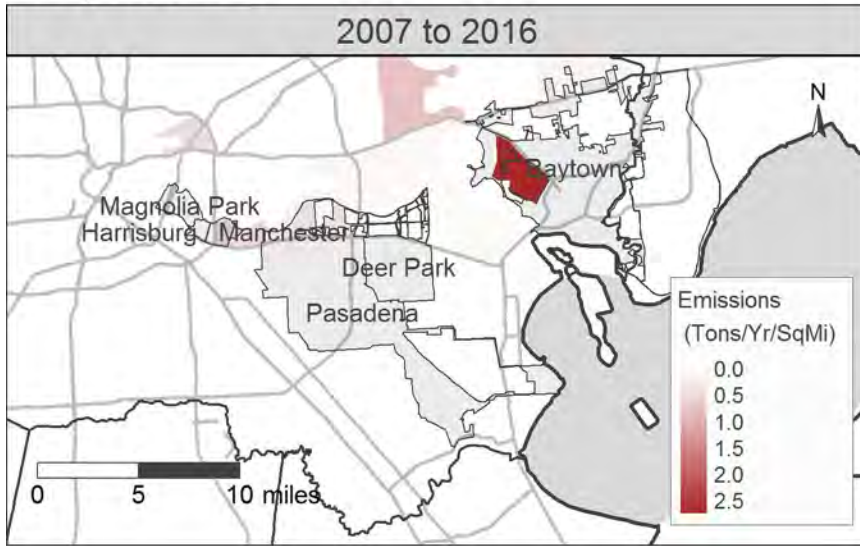 2007 to 2016
N
Baytown
Magnolia Park
Harrisburg
Manchester
Deer Park
Pasadena
Emissions
(Tons/Yr/SqMi)
0.0
0.5
1.0
1.5
2.0
2.5
0 5 10 miles